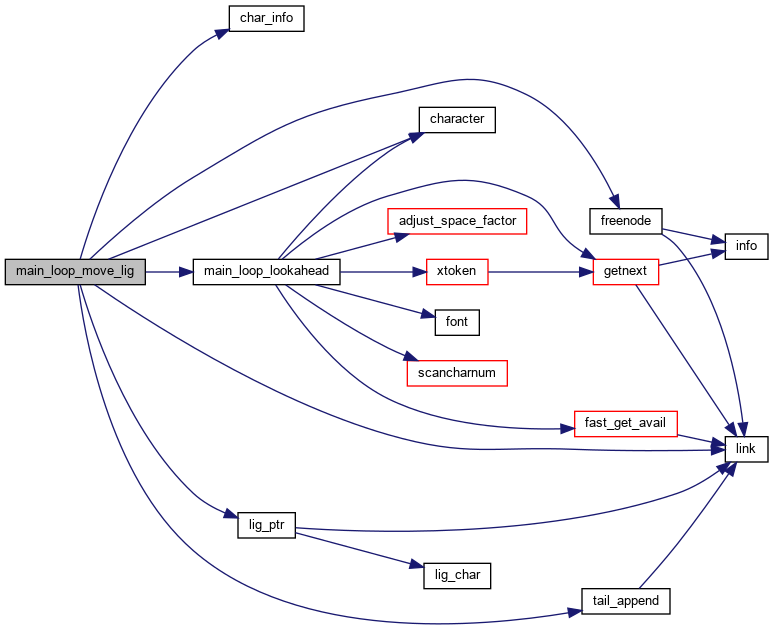 char_info
character
adjust_space_factor
freenode
info
main_loop_move_lig
main_loop_lookahead
xtoken
getnext
font
scancharnum
fast_get_avail
link
lig_ptr
lig_char
tail_append